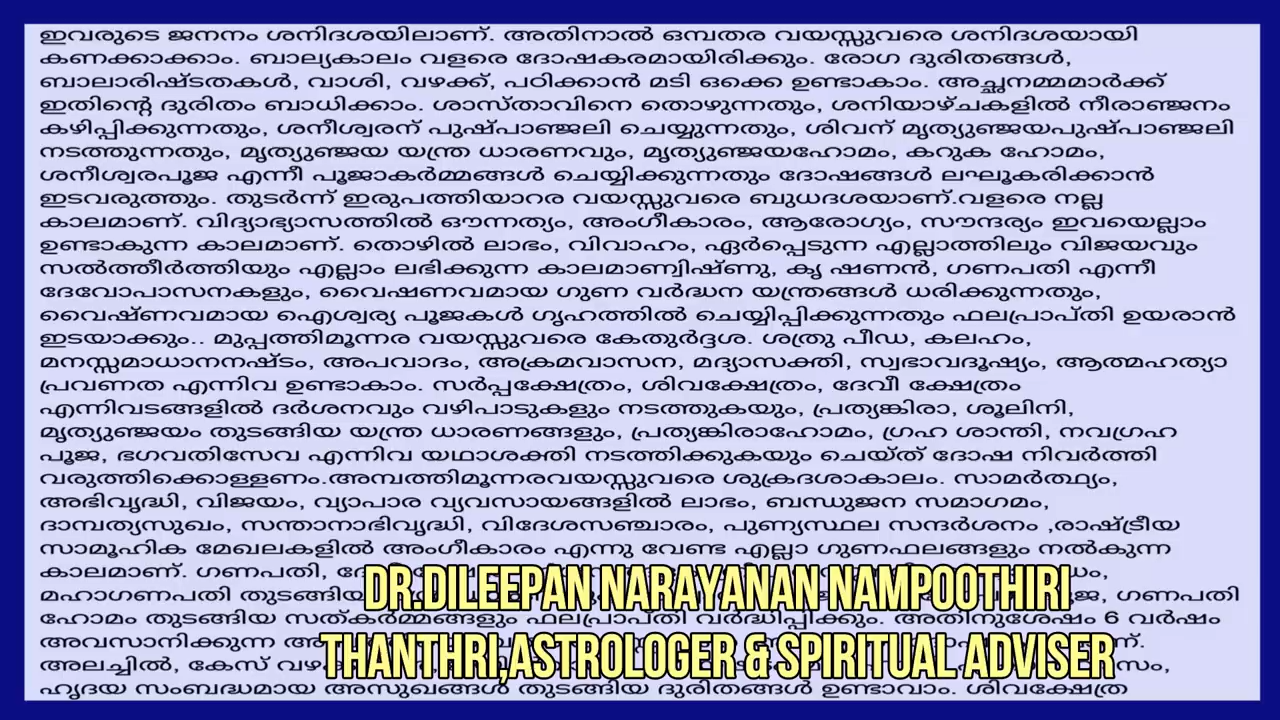 ഇവരുടെ ജനനം ശനിദശയിലാണ്. അതിനാൽ ഒമ്പതര വയസ്സുവരെ ശനിദശയായി
കണക്കാക്കാം. ബാല്യകാലം വളരെ ദോഷകരമായിരിക്കും. രോഗ ദുരിതങ്ങൾ,
ബാലാരിഷ്ടതകൾ, വാശി, വഴക്ക്, പഠിക്കാൻ മടി ഒക്കെ ഉണ്ടാകാം. അച്ഛനമ്മമാർക്ക്
ഇതിന്റെ ദുരിതം ബാധിക്കാം. ശാസ്താവിനെ തൊഴുന്നതും, ശനിയാഴ്ചകളിൽ നീരാഞ്ജനം
കഴിപ്പിക്കുന്നതും, ശനീശ്വരന് പുഷ്പാഞ്ജലി ചെയ്യുന്നതും, ശിവന് മൃത്യുഞ്ജയപുഷ്പാഞ്ജലി
നടത്തുന്നതും, മൃത്യുഞ്ജയ യന്ത്ര ധാരണവും, മൃത്യുഞ്ജയഹോമം, കറുക ഹോമം,
ശനീശ്വരപൂജ എന്നീ പൂജാകർമ്മങ്ങൾ ചെയ്യിക്കുന്നതും ദോഷങ്ങൾ ലഘൂകരിക്കാൻ
ഇടവരുത്തും. തുടർന്ന് ഇരുപത്തിയാറര വയസ്സുവരെ ബുധദശയാണ്.വളരെ നല്ല
കാലമാണ്. വിദ്യാഭ്യാസത്തിൽ ഔന്നത്യം, അംഗീകാരം, ആരോഗ്യം, സൗന്ദര്യം ഇവയെല്ലാം
ഉണ്ടാകുന്ന കാലമാണ്. തൊഴിൽ ലാഭം, വിവാഹം, ഏർപ്പെടുന്ന എല്ലാത്തിലും വിജയവും
സൽത്തീർത്തിയും എല്ലാം ലഭിക്കുന്ന കാലമാണ്വിഷ്ണു, കൃ ഷണൻ, ഗണപതി എന്നീ
ദേവോപാസനകളും, വൈഷണവമായ ഗുണ വർദ്ധന യന്ത്രങ്ങൾ ധരിക്കുന്നതും,
വൈഷ്ണവമായ ഐശ്വര്യ പൂജകൾ ഗൃഹത്തിൽ ചെയ്യിപ്പിക്കുന്നതും ഫലപ്രാപ്തി ഉയരാൻ
ഇടയാക്കും.. മുപ്പത്തിമൂന്നര വയസ്സുവരെ കേതുർദ്ദശ. ശത്രു പീഡ, കലഹം,
മനസ്സമാധാനനഷ്ടം, അപവാദം, അക്രമവാസന, മദ്യാസക്തി, സ്വഭാവദൂഷ്യം, ആത്മഹത്യാ
പ്രവണത എന്നിവ ഉണ്ടാകാം. സർപ്പക്ഷേത്രം, ശിവക്ഷേത്രം, ദേവീ ക്ഷേത്രം
എന്നിവടങ്ങളിൽ ദർശനവും വഴിപാടുകളും നടത്തുകയും, പ്രത്യങ്കിരാ, ശൂലിനി,
മൃത്യുഞ്ജയം തുടങ്ങിയ യന്ത്ര ധാരണങ്ങളും, പ്രത്യങ്കിരാഹോമം, ഗ്രഹ ശാന്തി, നവഗ്രഹ
പൂജ, ഭഗവതിസേവ എന്നിവ യഥാശക്തി നടത്തിക്കുകയും ചെയ്ത് ദോഷ നിവർത്തി
വരുത്തിക്കൊള്ളണം.അമ്പത്തിമൂന്നരവയസ്സുവരെ ശുക്രദശാകാലം. സാമർത്ഥ്യം,
അഭിവൃദ്ധി, വിജയം, വ്യാപാര വ്യവസായങ്ങളിൽ ലാഭം, ബന്ധുജന സമാഗമം,
ദാമ്പത്യസുഖം, സന്താനാഭിവൃദ്ധി, വിദേശസഞ്ചാരം, പുണ്യസ്ഥല സന്ദർശനം ,രാഷ്ട്രീയ
സാമൂഹിക മേഖലകളിൽ അംഗീകാരം എന്നു വേണ്ട എല്ലാ ഗുണഫലങ്ങളും നൽകുന്ന
കാലമാണ്. ഗണപതി,
മഹാഗണപതി തുടങ്ങിയ ഗണപതി
ഹോമം തുടങ്ങിയ സത്കർമ്മങ്ങളും ഫലപ്രാപ്തി വർദ്ധിപ്പിക്കും. അതിനുശേഷം 6 വർഷം
അവസാനിക്കുന്ന
അലച്ചിൽ, കേസ്
ഹൃദയ സംബദ്ധമായ അസുഖങ്ങൾ തുടങ്ങിയ ദുരിതങ്ങൾ ഉണ്ടാവാം. ശിവക്ഷേത്ര
DR.DILEEPAN NARAYANAN NAMPOOTHIRI
THANTHRI,ASTROLOGER & SPIRITUAL ADVISER